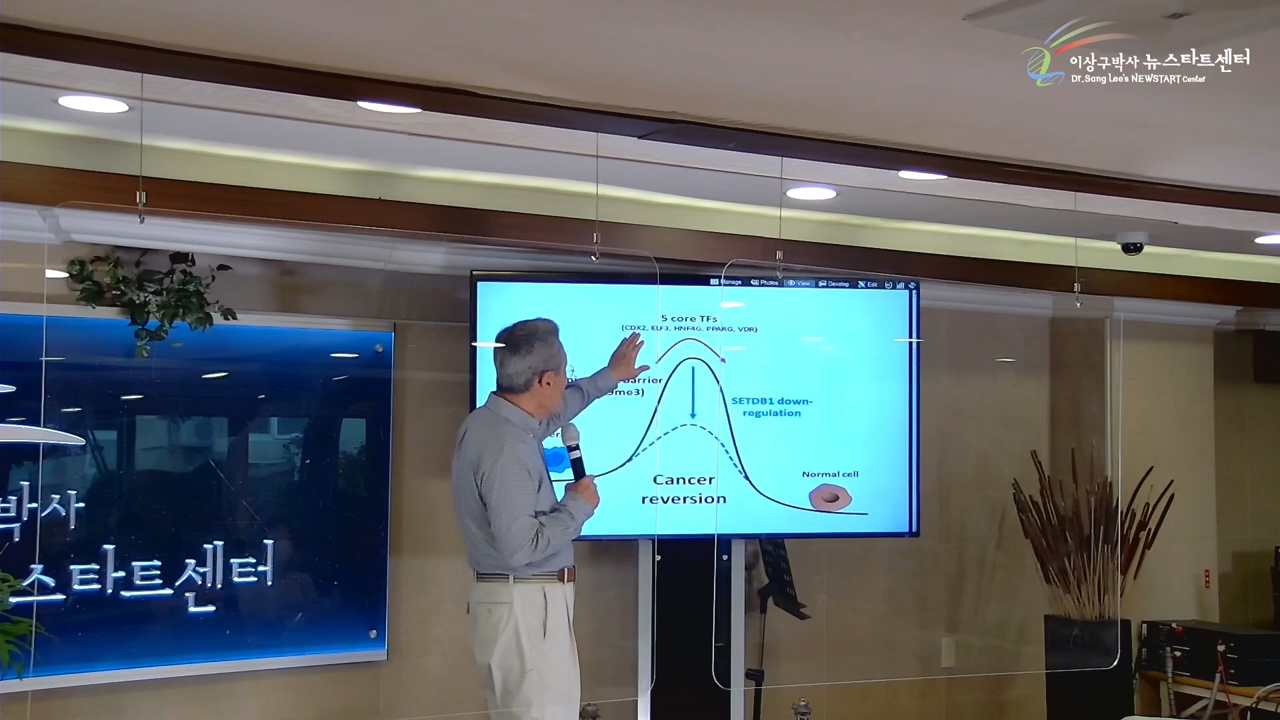 이상구박사 뉴스타트센터
Dr.Sang Lee's NEWSTART Center
Manage Photos View Develop Edit
5 core TFs
(CDX2, ELF3, HNF4G, PPARG, VDR)
barrier
me3)
SETDB1 down-
regulation
Cancer
reversion
Normal cell
박사
스타트센터